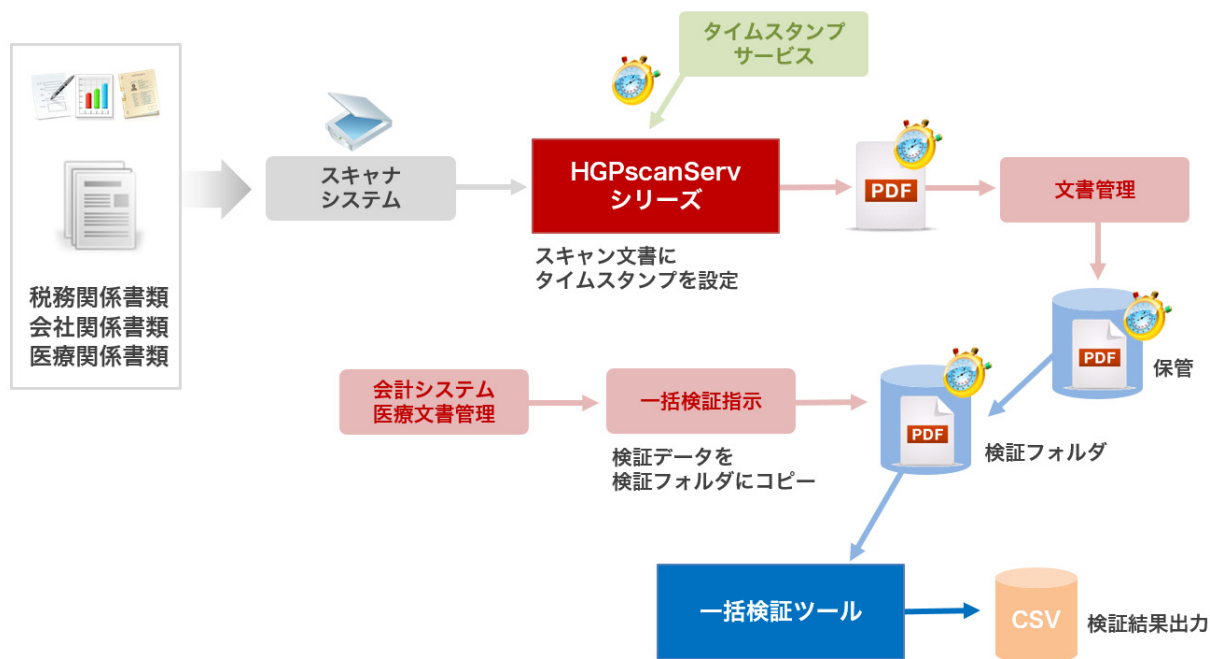 タイムスタンプ
サービス
スキャナ
システム
HGPscanServ
シリーズ
PDF
文書管理
スキャン文書に
タイムスタンプを設定
税務関係書類
会社関係書類
医療関係書類
PDF
保管
会計システム
医療文書管理
一括検証指示
PDF
検証フォルダ
検証データを
検証フォルダにコピー
一括検証ツール
CSV
検証結果出力